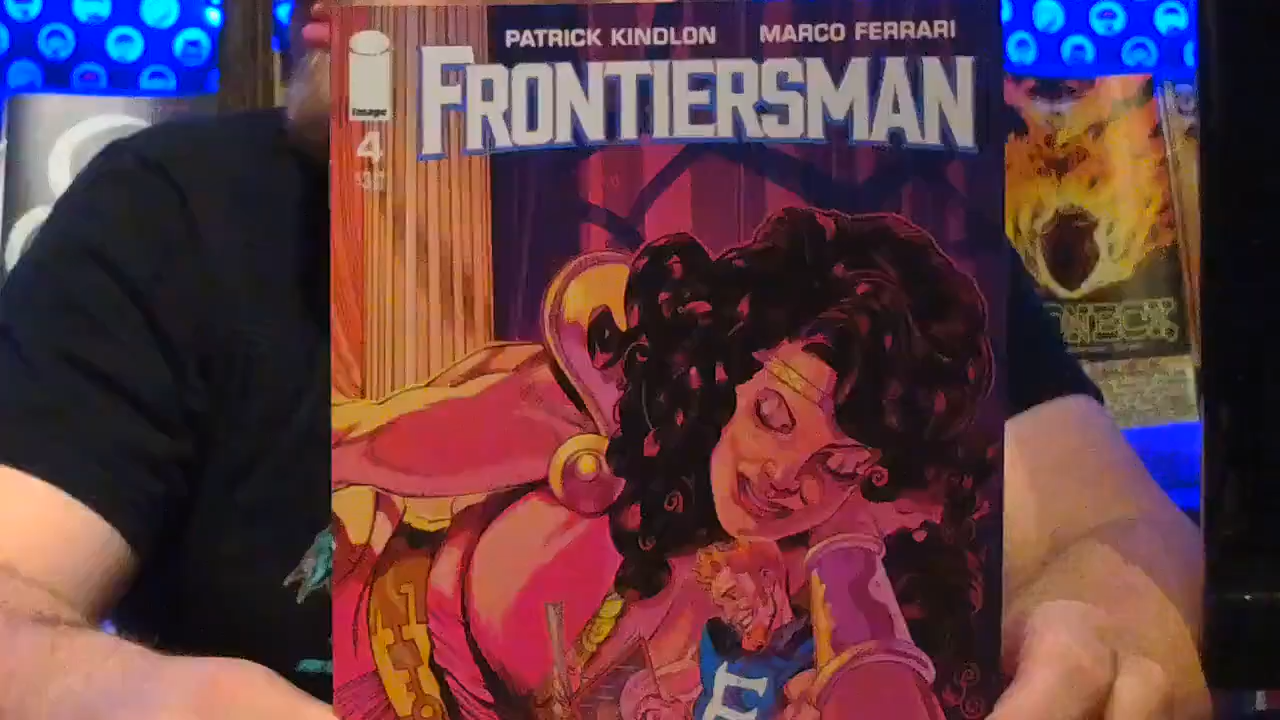 PATRICK KINDLON MARCO FERRARI
FRONTIERSMAN
image
4
E